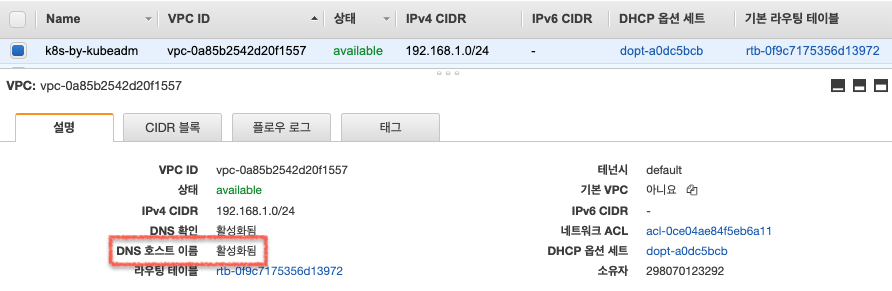 Name VPC ID 상태 IPv4 CIDR IPv6 CIDR DHCP 옵션 세트 기본 라우팅 테이블
k8s-by-kubeadm vpc-0a85b2542d20f1557 available 192.168.1.0/24 - dopt-a0dc5bcb rtb-0f9c7175356d13972
VPC: vpc-0a85b2542d20f1557
설명 CIDR 블록 플로우 로그 태그
VPC ID vpc-0a85b2542d20f1557 테넌시 default
상태 available 기본 VPC 아니요
IPv4 CIDR 192.168.1.0/24 IPv6 CIDR -
DNS 확인 활성화됨 네트워크 ACL acl-0ce04ae84f5eb6a11
DNS 호스트 이름 활성화됨 DHCP 옵션 세트 dopt-a0dc5bcb
라우팅 테이블 rtb-0f9c7175356d13972 소유자 298070123292